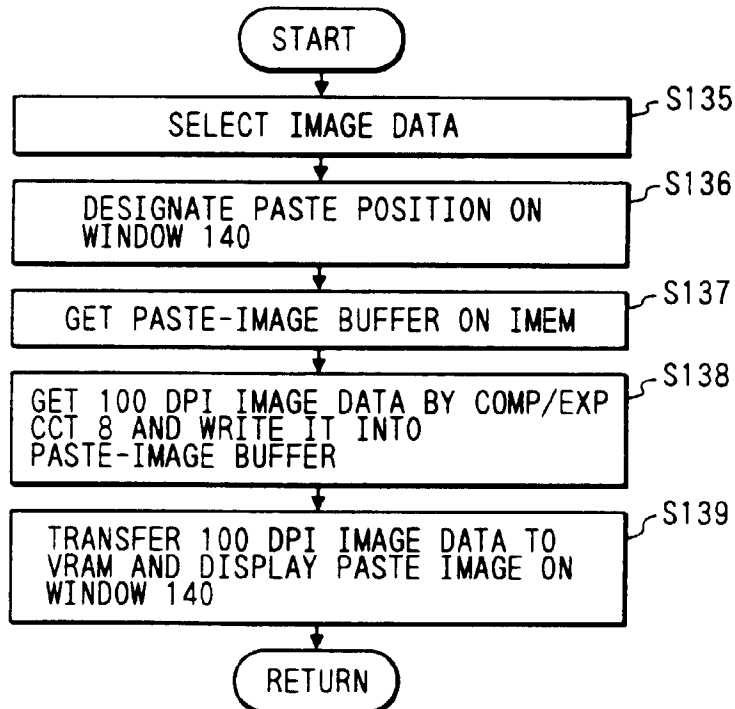 START
S135
SELECT IMAGE DATA
S136
DESIGNATE PASTE POSITION ON
WINDOW 140
S137
GET PASTE-IMAGE BUFFER ON IMEM
S138
GET 100 DPI IMAGE DATA BY COMP/EXP
CCT 8 AND WRITE IT INTO
PASTE-IMAGE BUFFER
S139
TRANSFER 100 DPI IMAGE DATA TO
VRAM AND DISPLAY PASTE IMAGE ON
WINDOW 140
RETURN